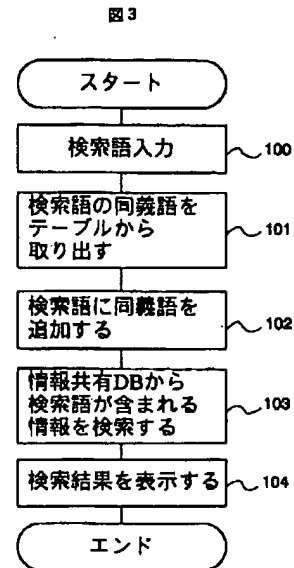 図3
スタート
検索語入力
100
検索語の同義語を
テーブルから
取り出す
101
検索語に同義語を
追加する
102
情報共有DBから
検索語が含まれる
情報を検索する
103
検索結果を表示する
104
エンド